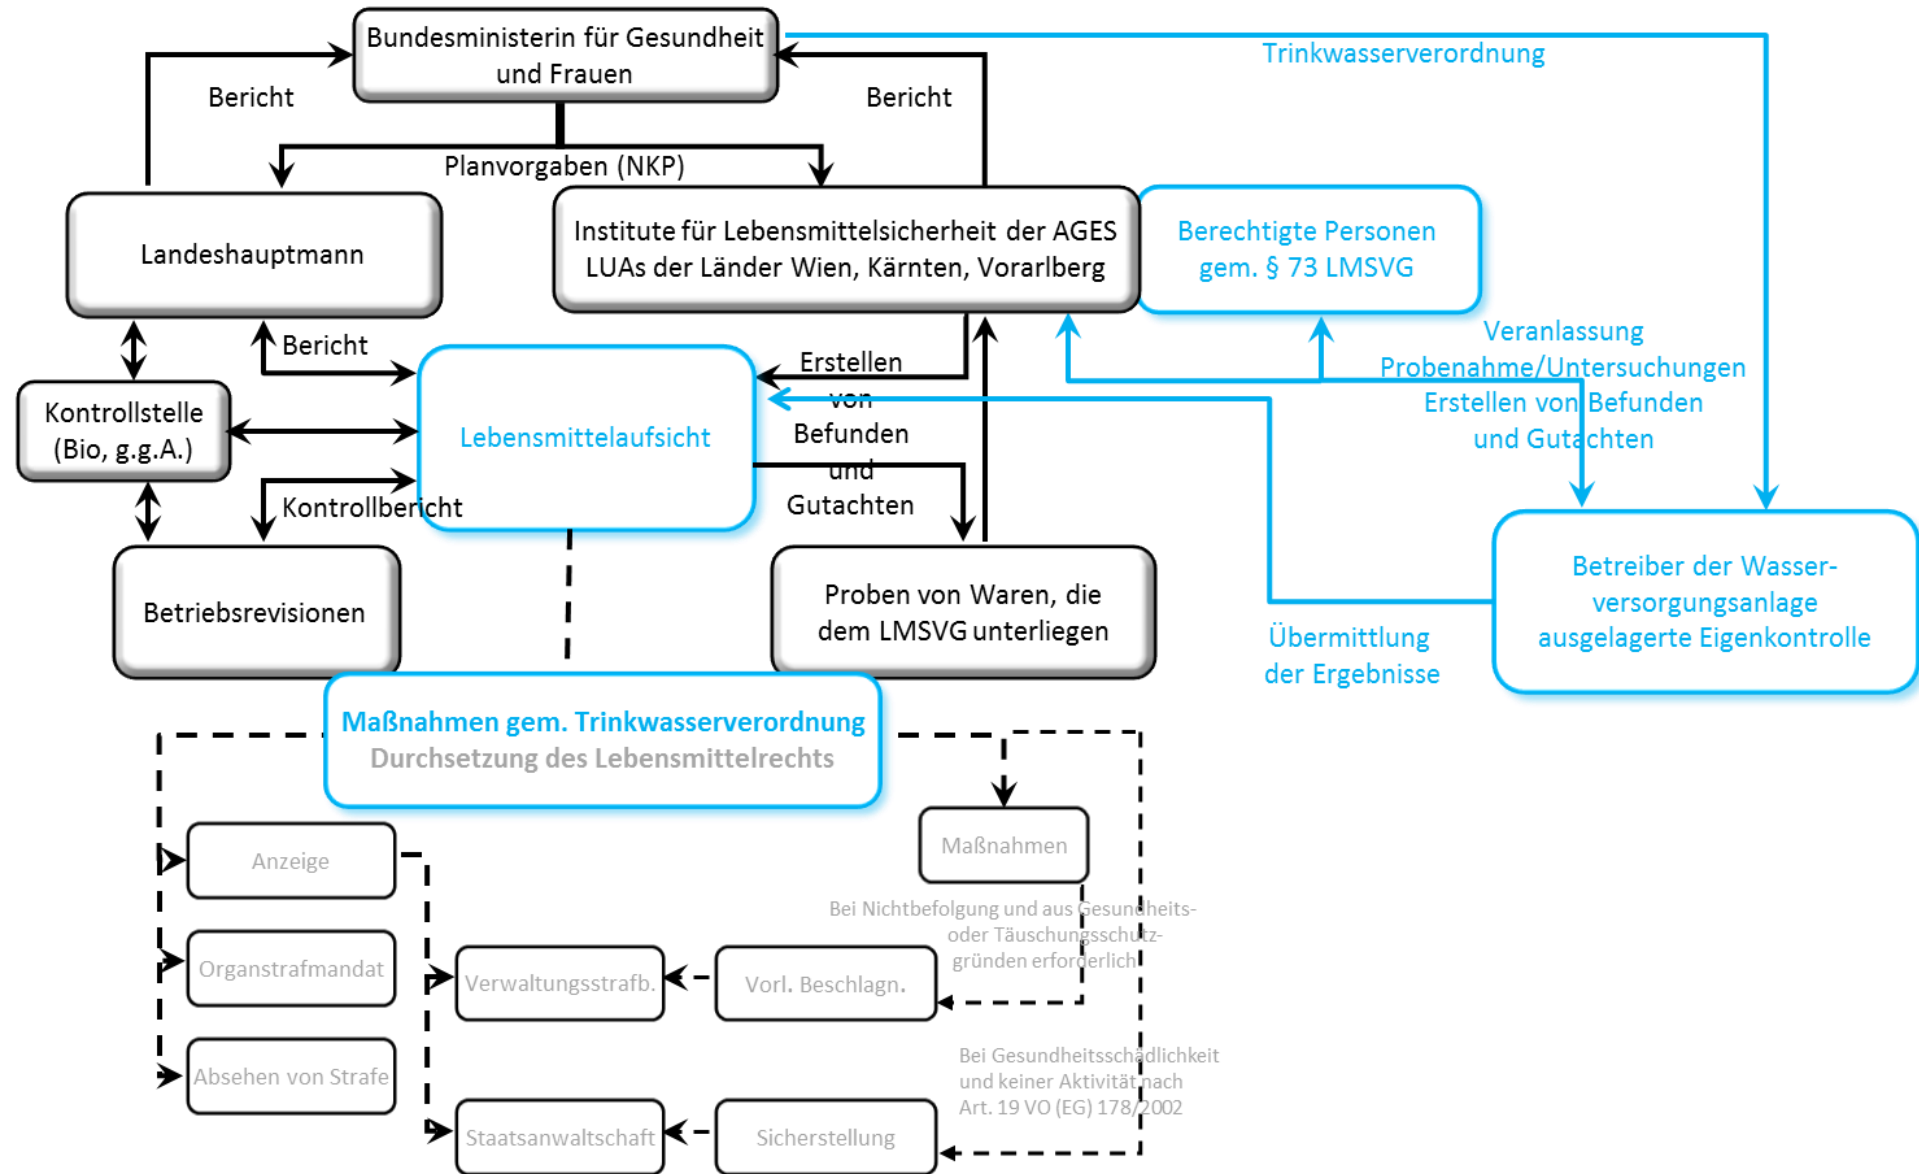 Bundesministerin für Gesundheit
und Frauen
Trinkwasserverordnung
Bericht
Bericht
Planvorgaben (NKP)
Landeshauptmann
Institute für Lebensmittelsicherheit der AGES
LUAs der Länder Wien, Kärnten, Vorarlberg
Berechtigte Personen
gem. § 73 LMSVG
Bericht
Erstellen
von
Befunden
und
Gutachten
Veranlassung
Probenahme/Untersuchungen
Erstellen von Befunden
und Gutachten
Kontrollstelle
(Bio, g.g.A.)
Lebensmittelaufsicht
Kontrollbericht
Betriebsrevisionen
Proben von Waren, die
dem LMSVG unterliegen
Übermittlung
der Ergebnisse
Betreiber der Wasser-
versorgungsanlage
ausgelagerte Eigenkontrolle
Maßnahmen gem. Trinkwasserverordnung
Durchsetzung des Lebensmittelrechts
Anzeige
Maßnahmen
Bei Nichtbefolgung und aus Gesundheits-
oder Täuschungsschutz-
gründen erforderlich
Organstrafmandat
Verwaltungsstrafb.
Vorl. Beschlagn.
Absehen von Strafe
Bei Gesundheitsschädlichkeit
und keiner Aktivität nach
Art. 19 VO (EG) 178/2002
Staatsanwaltschaft
Sicherstellung